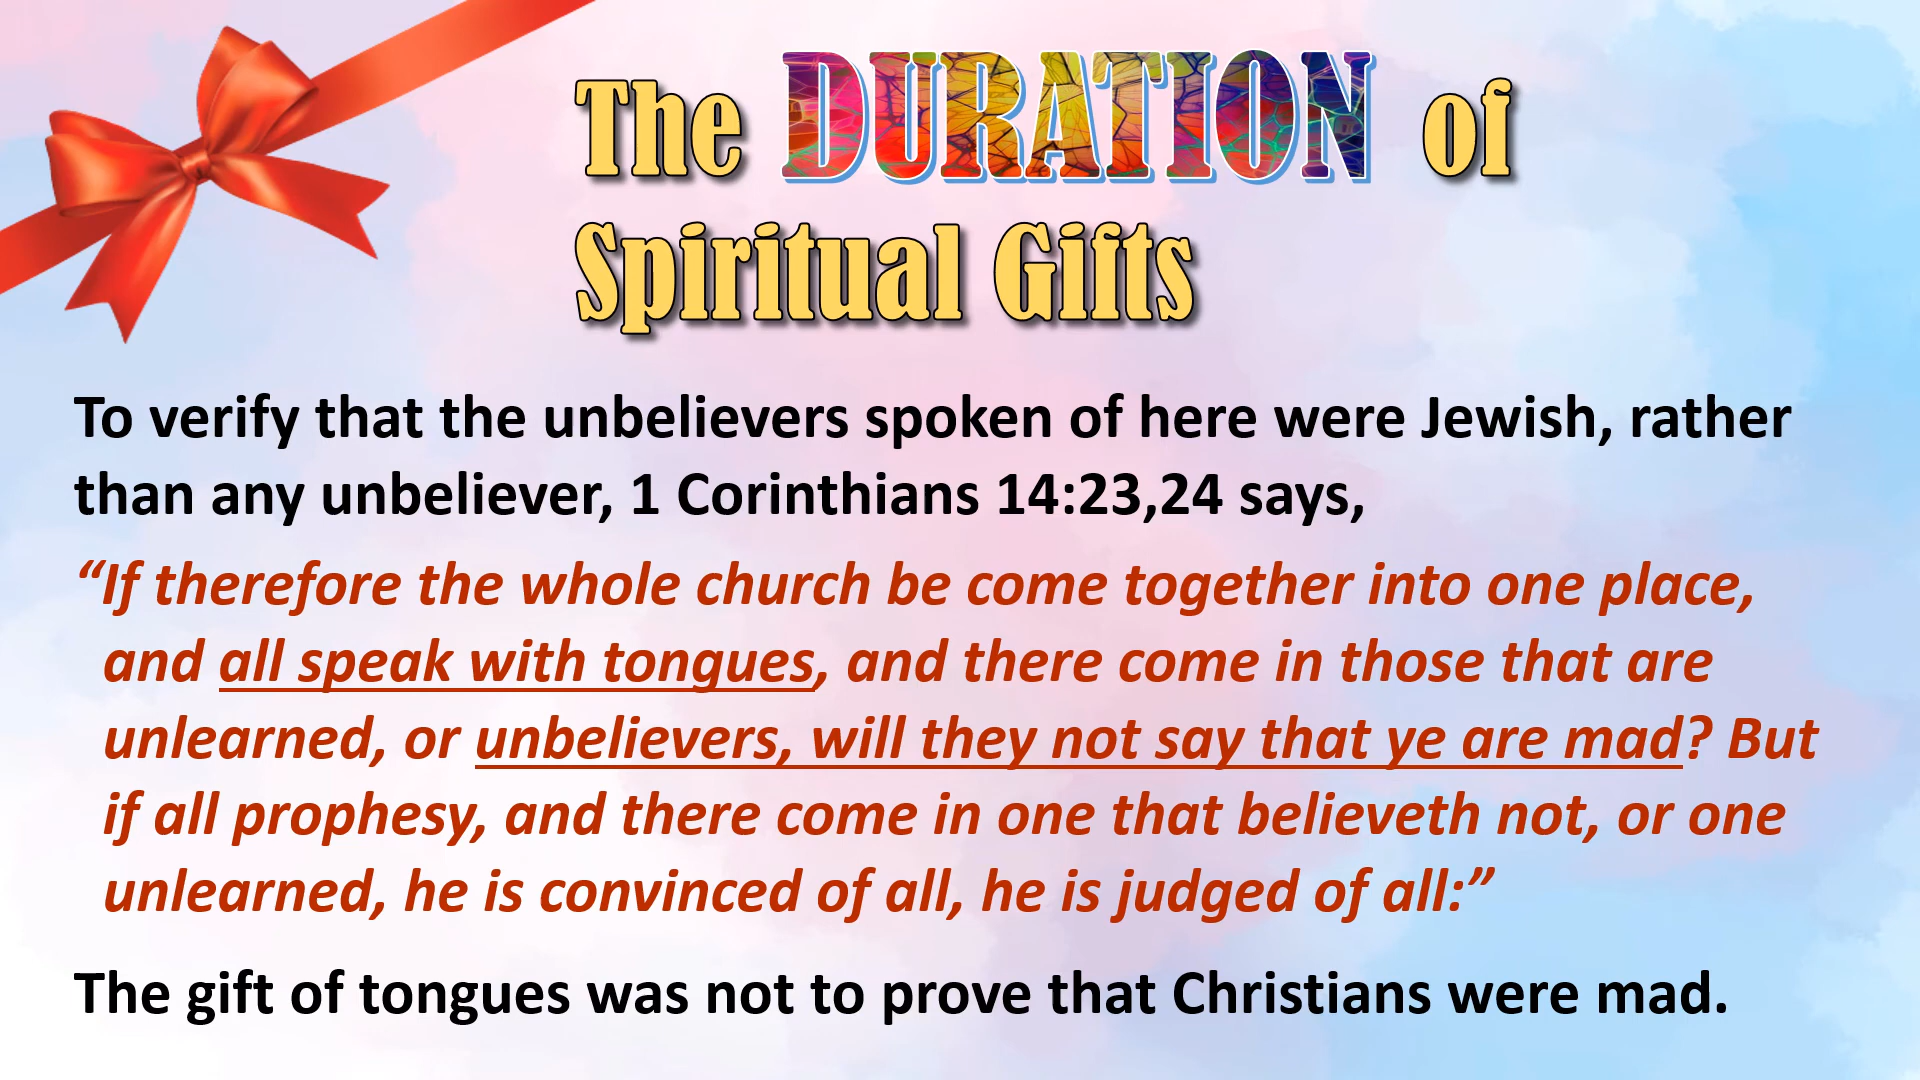 The DURATION of
Spiritual Gifts
To verify that the unbelievers spoken of here were Jewish, rather
than any unbeliever, 1 Corinthians 14:23,24 says,
“If therefore the whole church be come together into one place,
and all speak with tongues, and there come in those that are
unlearned, or unbelievers, will they not say that ye are mad? But
if all prophesy, and there come in one that believeth not, or one
unlearned, he is convinced of all, he is judged of all:”
The gift of tongues was not to prove that Christians were mad.